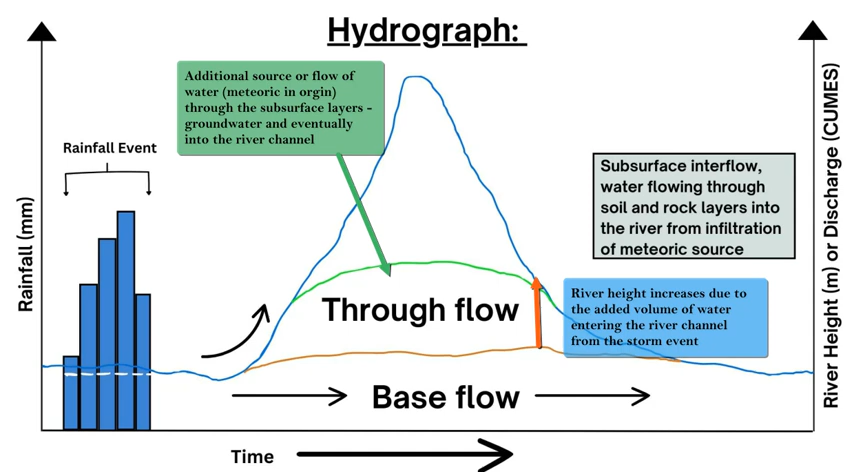 Hydrograph:
Additional source or flow of
water (meteoric in orgin)
through the subsurface layers -
groundwater and eventually
into the river channel
Rainfall Event
Rainfall (mm)
Subsurface interflow,
water flowing through
soil and rock layers into
the river from infiltration
of meteoric source
River height increases due to
the added volume of water
entering the river channel
from the storm event
Through flow
Base flow
Time
River Height (m) or Discharge (CUMES)